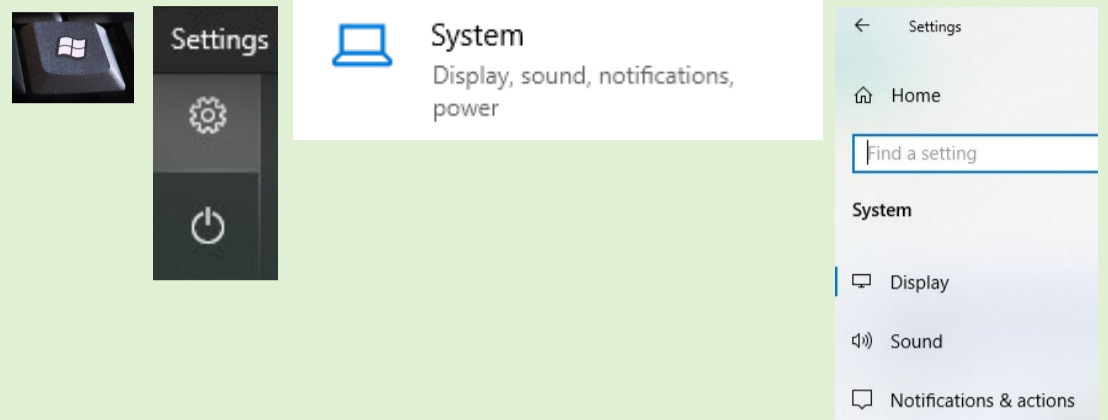 Settings
System
Display, sound, notifications,
power
Settings
Home
Find a setting
System
Display
Sound
Notifications & actions